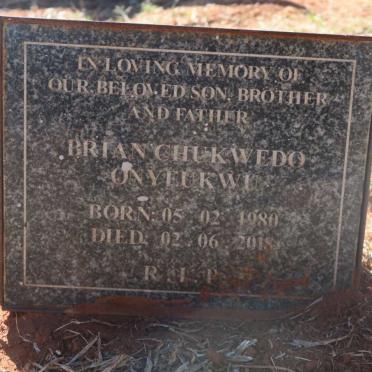 IN LOVING MEMORY OF
OUR BELOVED SON, BROTHER
AND FATHER
BRIAN CHUKWEDO
ONYEUKWU
BORN: 05 02 1980
DIED: 02 06 2018
R I P